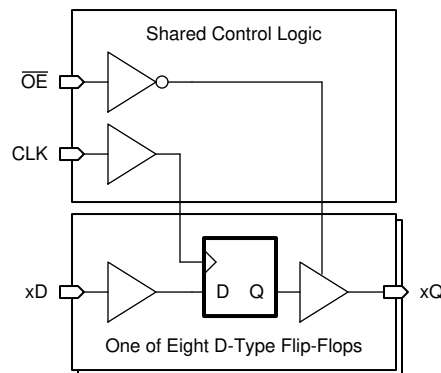 Shared Control Logic
OE
CLK
xD
D Q
xQ
One of Eight D-Type Flip-Flops